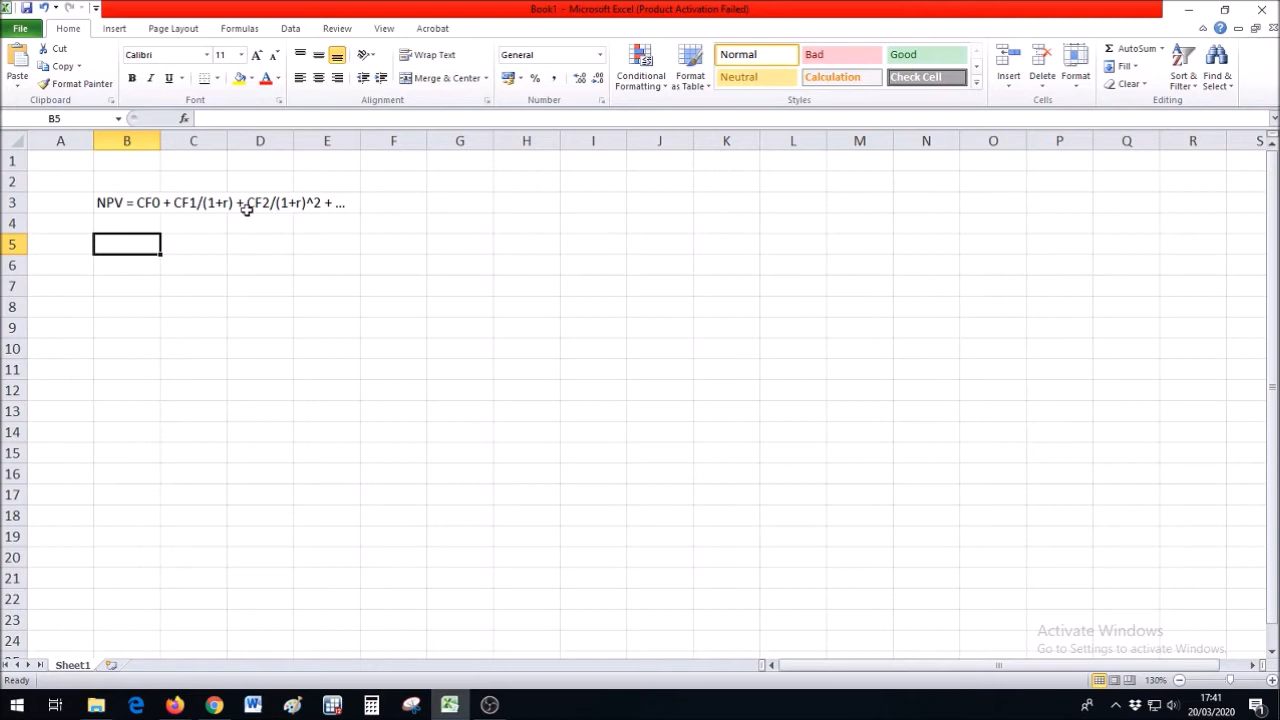 Book1 - Microsoft Excel (Product Activation Failed)
File Home Insert Page Layout Formulas Data Review View Acrobat
Paste Cut Copy Format Painter Clipboard
Calibri 11 A A B I U A Font
Wrap Text Merge & Center Alignment
General % , Number
Conditional Formatting Format as Table Normal Bad Good Neutral Calculation Check Cell Styles
Insert Delete Format Cells
Σ AutoSum Fill Clear Sort & Filter Find & Select Editing
B5 fx
A B C D E F G H I J K L M N O P Q R S
1
2
3 NPV = CF0 + CF1/(1+r) + CF2/(1+r)^2 + ...
4
5
6
7
8
9
10
11
12
13
14
15
16
17
18
19
20
21
22
23
24
Activate Windows
Go to Settings to activate Windows.
Sheet1
Ready 130%
17:41
20/03/2020